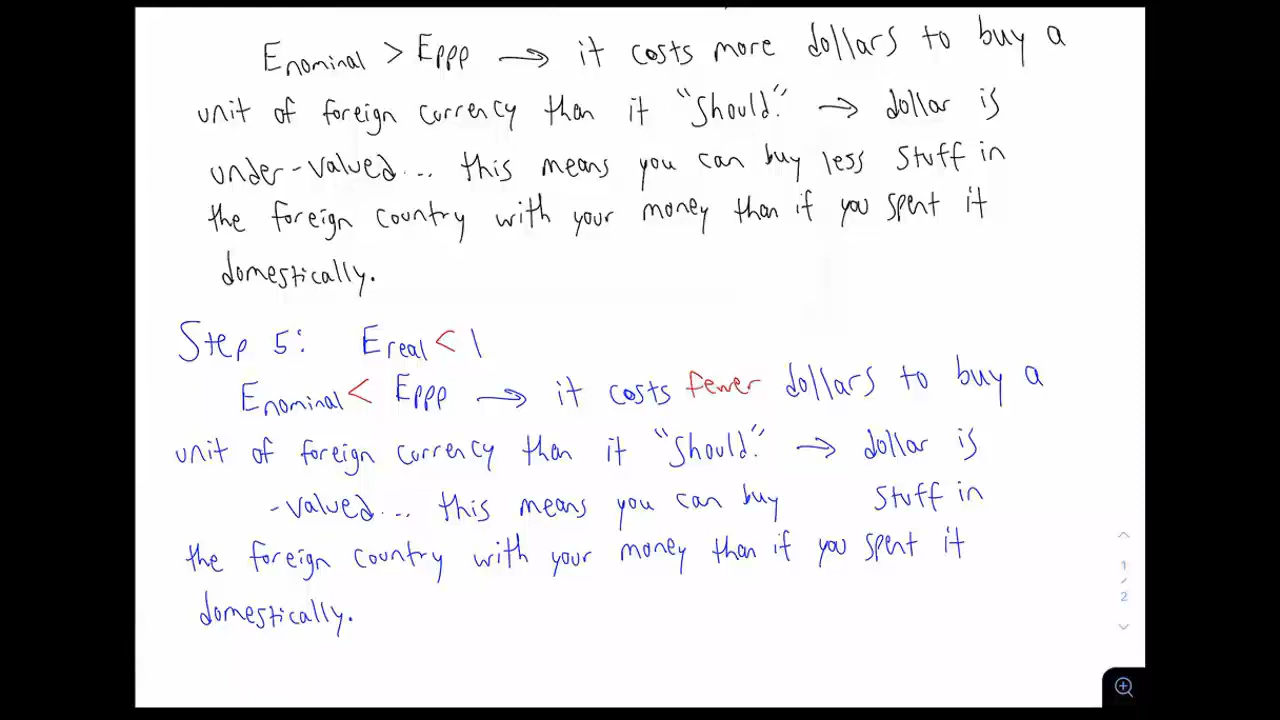 Enominal > Eppp → it costs more dollars to buy a
unit of foreign currency than it "should." → dollar is
under-valued... this means you can buy less stuff in
the foreign country with your money than if you spent it
domestically.
Step 5: Ereal < 1
Enominal < Eppp → it costs fewer dollars to buy a
unit of foreign currency than it "should." → dollar is
-valued... this means you can buy stuff in
the foreign country with your money than if you spent it
domestically.
1
/
2